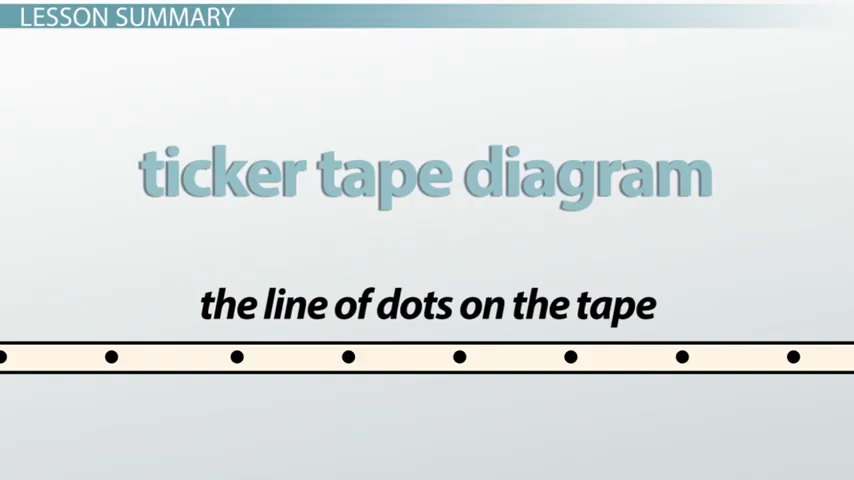 LESSON SUMMARY
ticker tape diagram
the line of dots on the tape